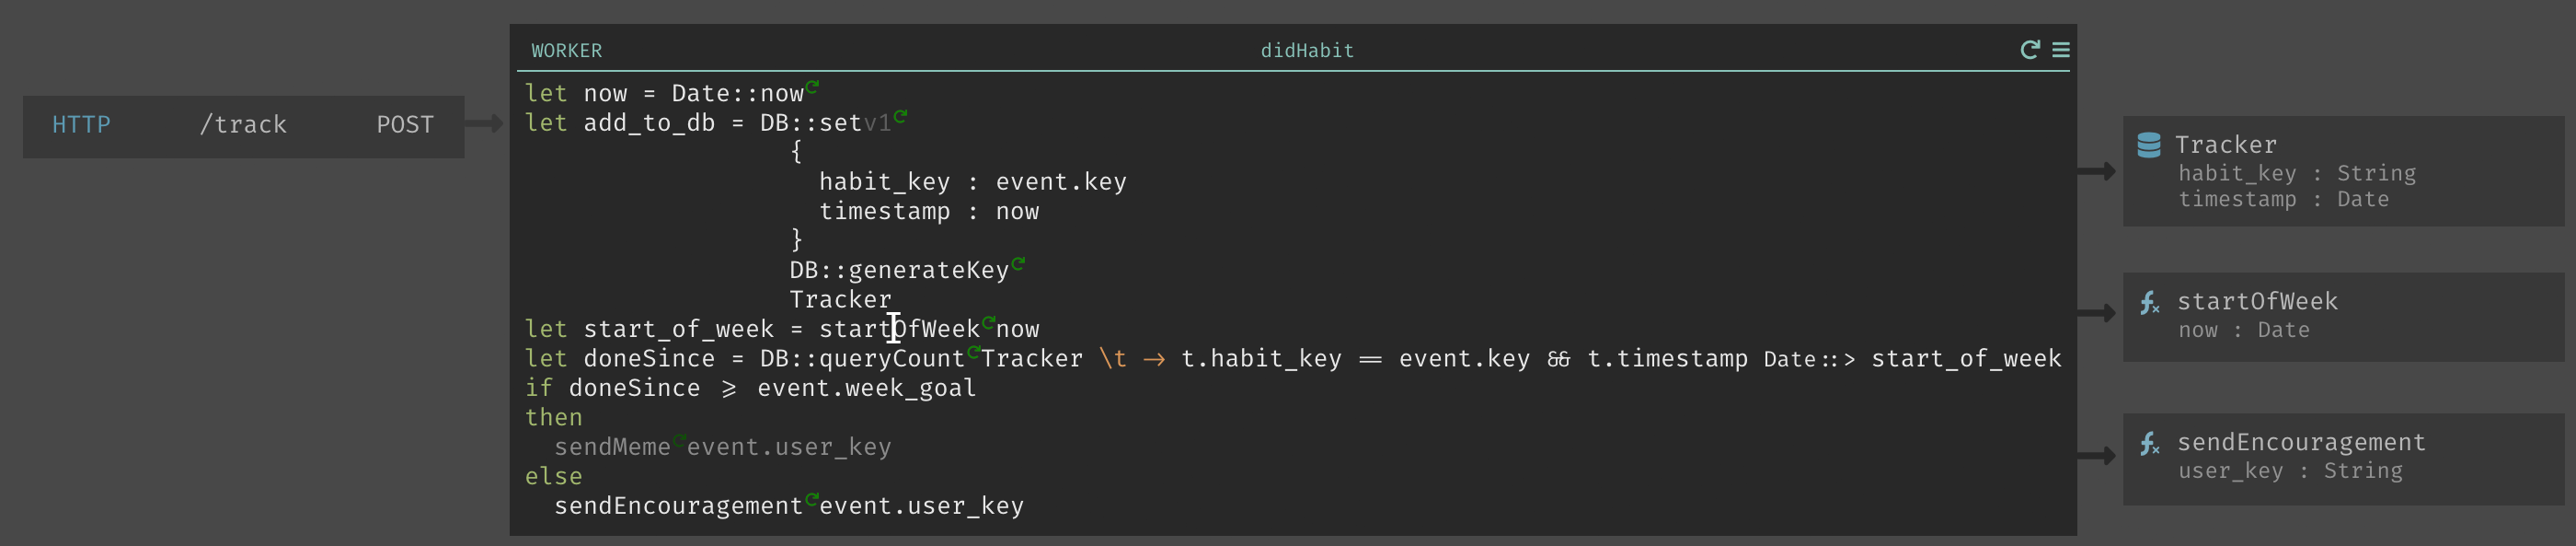 HTTP /track POST
WORKER didHabit
let now = Date::now
let add_to_db = DB::setv1
{
habit_key : event.key
timestamp : now
}
DB::generateKey
Tracker
let start_of_week = startOfWeek now
let doneSince = DB::queryCount Tracker \t -> t.habit_key == event.key && t.timestamp Date::> start_of_week
if doneSince >= event.week_goal
then
sendMeme event.user_key
else
sendEncouragement event.user_key
Tracker
habit_key : String
timestamp : Date
startOfWeek
now : Date
sendEncouragement
user_key : String